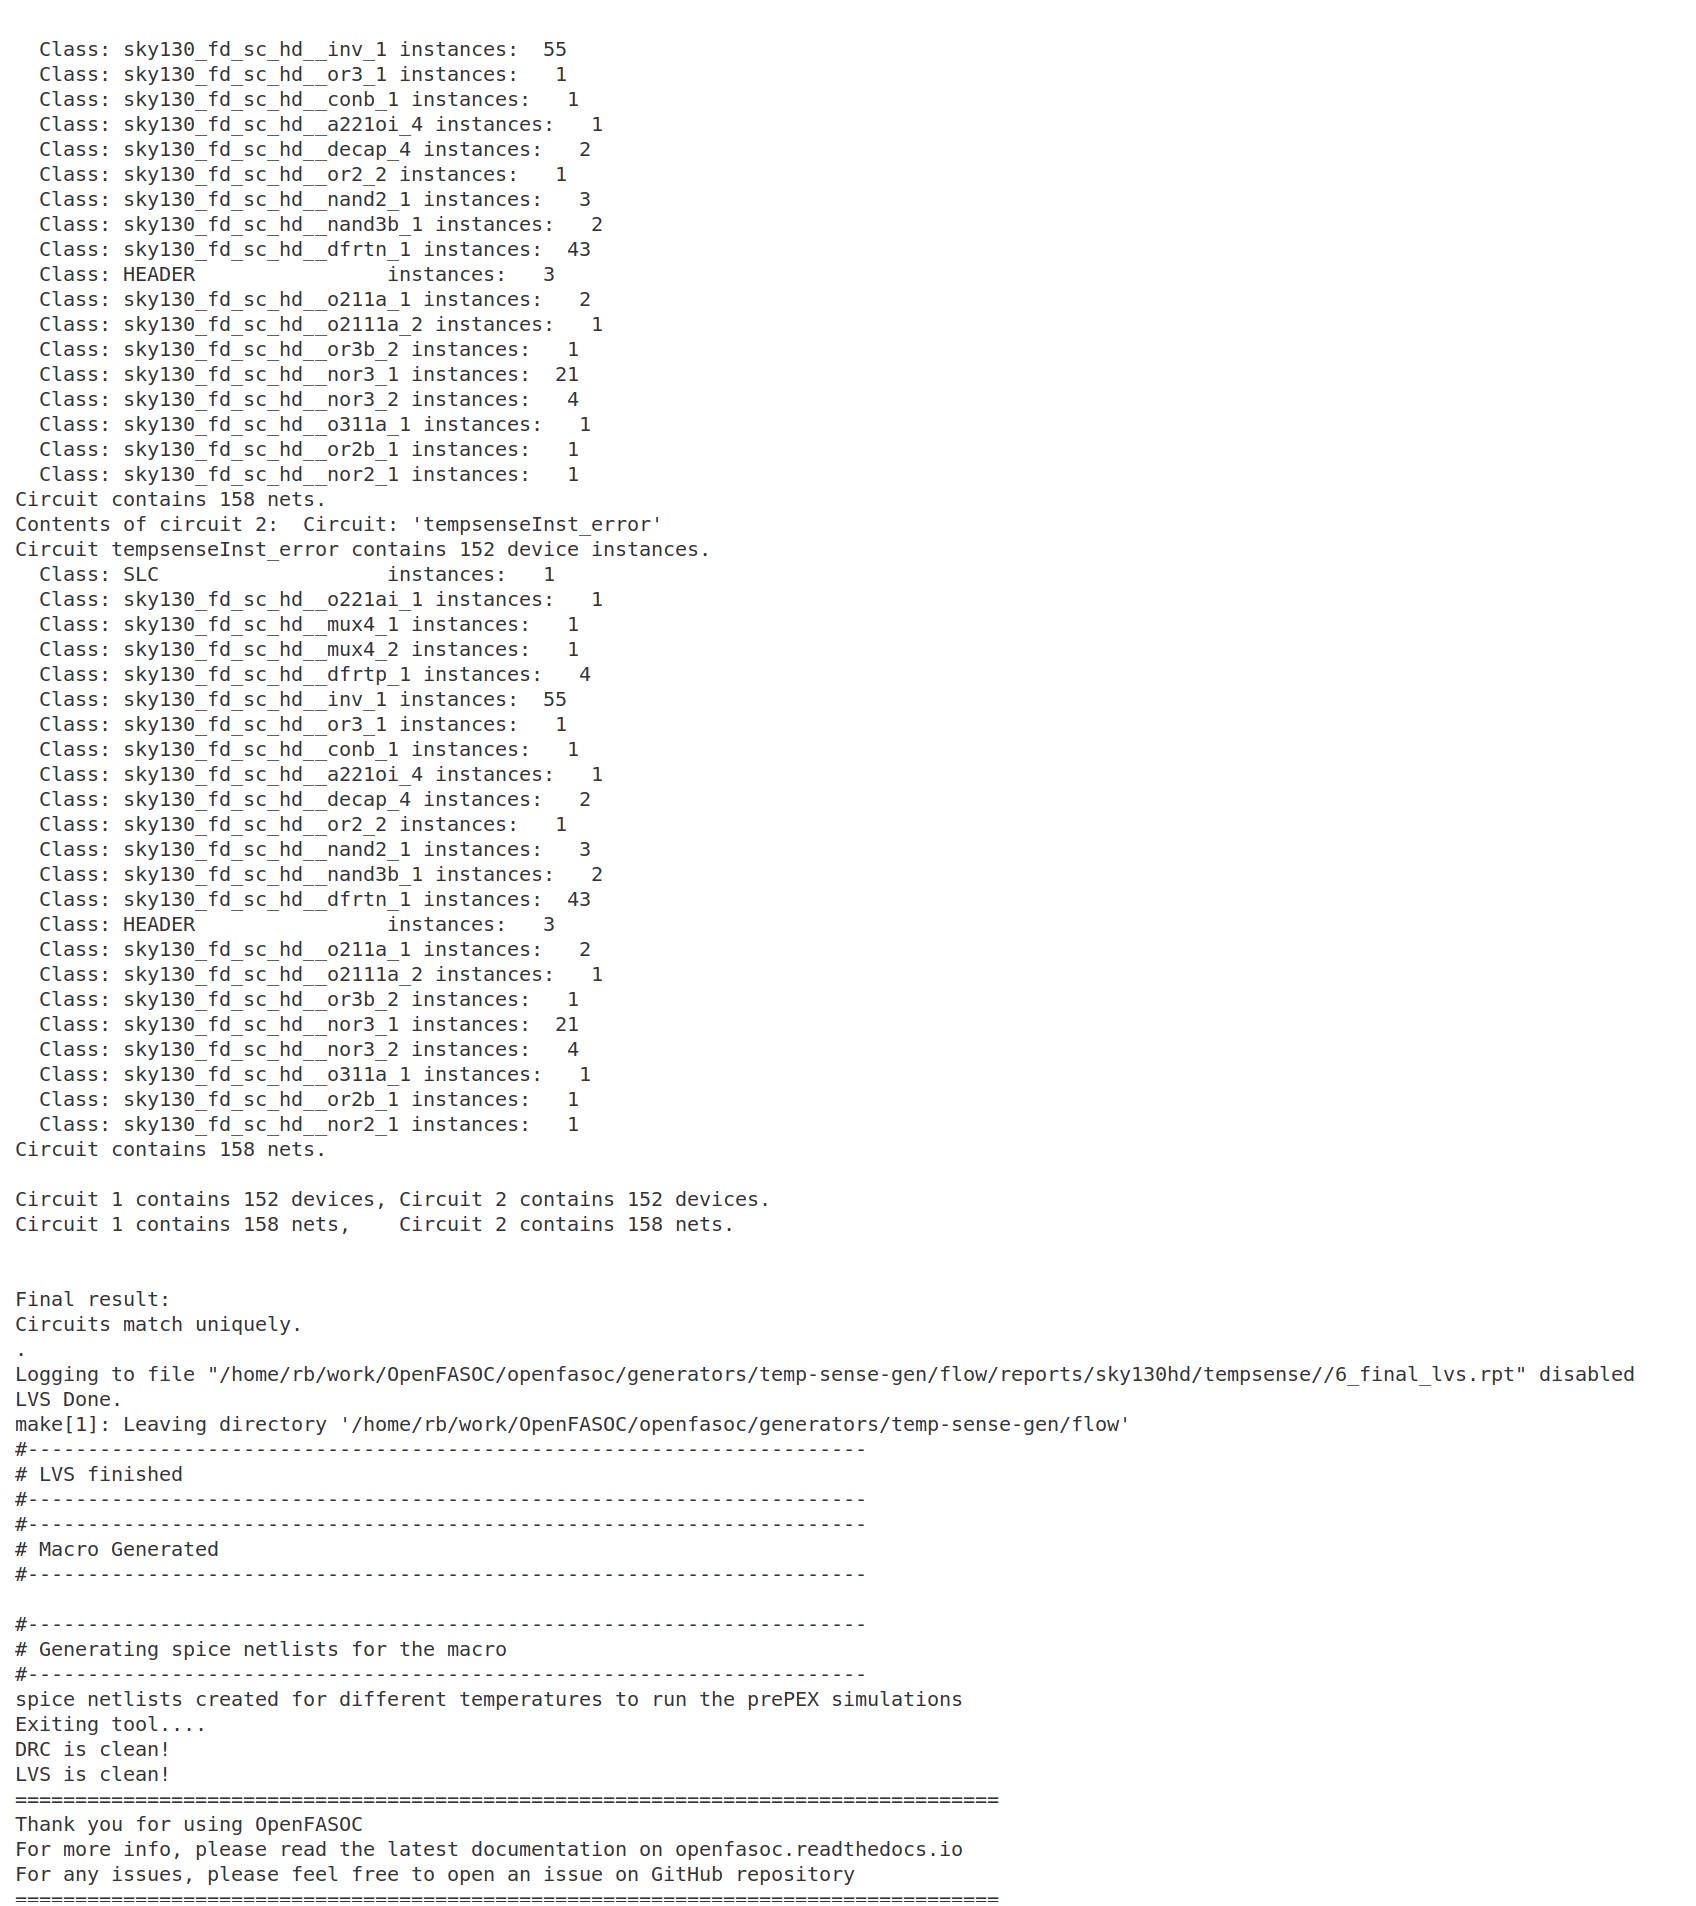 Class: sky130_fd_sc_hd__inv_1 instances:  55
  Class: sky130_fd_sc_hd__or3_1 instances:   1
  Class: sky130_fd_sc_hd__conb_1 instances:   1
  Class: sky130_fd_sc_hd__a221oi_4 instances:   1
  Class: sky130_fd_sc_hd__decap_4 instances:   2
  Class: sky130_fd_sc_hd__or2_2 instances:   1
  Class: sky130_fd_sc_hd__nand2_1 instances:   3
  Class: sky130_fd_sc_hd__nand3b_1 instances:   2
  Class: sky130_fd_sc_hd__dfrtn_1 instances:  43
  Class: HEADER                instances:   3
  Class: sky130_fd_sc_hd__o211a_1 instances:   2
  Class: sky130_fd_sc_hd__o2111a_2 instances:   1
  Class: sky130_fd_sc_hd__or3b_2 instances:   1
  Class: sky130_fd_sc_hd__nor3_1 instances:  21
  Class: sky130_fd_sc_hd__nor3_2 instances:   4
  Class: sky130_fd_sc_hd__o311a_1 instances:   1
  Class: sky130_fd_sc_hd__or2b_1 instances:   1
  Class: sky130_fd_sc_hd__nor2_1 instances:   1
Circuit contains 158 nets.
Contents of circuit 2:  Circuit: 'tempsenseInst_error'
Circuit tempsenseInst_error contains 152 device instances.
  Class: SLC                   instances:   1
  Class: sky130_fd_sc_hd__o221ai_1 instances:   1
  Class: sky130_fd_sc_hd__mux4_1 instances:   1
  Class: sky130_fd_sc_hd__mux4_2 instances:   1
  Class: sky130_fd_sc_hd__dfrtp_1 instances:   4
  Class: sky130_fd_sc_hd__inv_1 instances:  55
  Class: sky130_fd_sc_hd__or3_1 instances:   1
  Class: sky130_fd_sc_hd__conb_1 instances:   1
  Class: sky130_fd_sc_hd__a221oi_4 instances:   1
  Class: sky130_fd_sc_hd__decap_4 instances:   2
  Class: sky130_fd_sc_hd__or2_2 instances:   1
  Class: sky130_fd_sc_hd__nand2_1 instances:   3
  Class: sky130_fd_sc_hd__nand3b_1 instances:   2
  Class: sky130_fd_sc_hd__dfrtn_1 instances:  43
  Class: HEADER                instances:   3
  Class: sky130_fd_sc_hd__o211a_1 instances:   2
  Class: sky130_fd_sc_hd__o2111a_2 instances:   1
  Class: sky130_fd_sc_hd__or3b_2 instances:   1
  Class: sky130_fd_sc_hd__nor3_1 instances:  21
  Class: sky130_fd_sc_hd__nor3_2 instances:   4
  Class: sky130_fd_sc_hd__o311a_1 instances:   1
  Class: sky130_fd_sc_hd__or2b_1 instances:   1
  Class: sky130_fd_sc_hd__nor2_1 instances:   1
Circuit contains 158 nets.

Circuit 1 contains 152 devices, Circuit 2 contains 152 devices.
Circuit 1 contains 158 nets,    Circuit 2 contains 158 nets.


Final result:
Circuits match uniquely.
.
Logging to file "/home/rb/work/OpenFASOC/openfasoc/generators/temp-sense-gen/flow/reports/sky130hd/tempsense//6_final_lvs.rpt" disabled
LVS Done.
make[1]: Leaving directory '/home/rb/work/OpenFASOC/openfasoc/generators/temp-sense-gen/flow'
#----------------------------------------------------------------------
# LVS finished
#----------------------------------------------------------------------
#----------------------------------------------------------------------
# Macro Generated
#----------------------------------------------------------------------

#----------------------------------------------------------------------
# Generating spice netlists for the macro
#----------------------------------------------------------------------
spice netlists created for different temperatures to run the prePEX simulations
Exiting tool....
DRC is clean!
LVS is clean!
==================================================================================
Thank you for using OpenFASOC
For more info, please read the latest documentation on openfasoc.readthedocs.io
For any issues, please feel free to open an issue on GitHub repository
==================================================================================